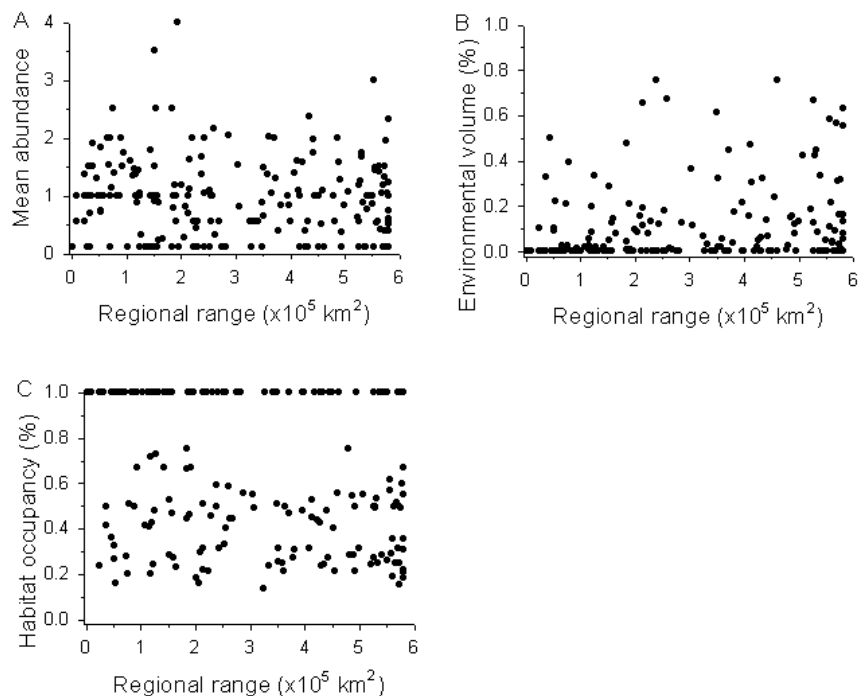 A
Mean abundance
4
3
2
1
0
0 1 2 3 4 5 6
Regional range (x10⁵ km²)
B
Environmental volume (%)
1.0
0.8
0.6
0.4
0.2
0.0
0 1 2 3 4 5 6
Regional range (x10⁵ km²)
C
Habitat occupancy (%)
1.0
0.8
0.6
0.4
0.2
0.0
0 1 2 3 4 5 6
Regional range (x10⁵ km²)